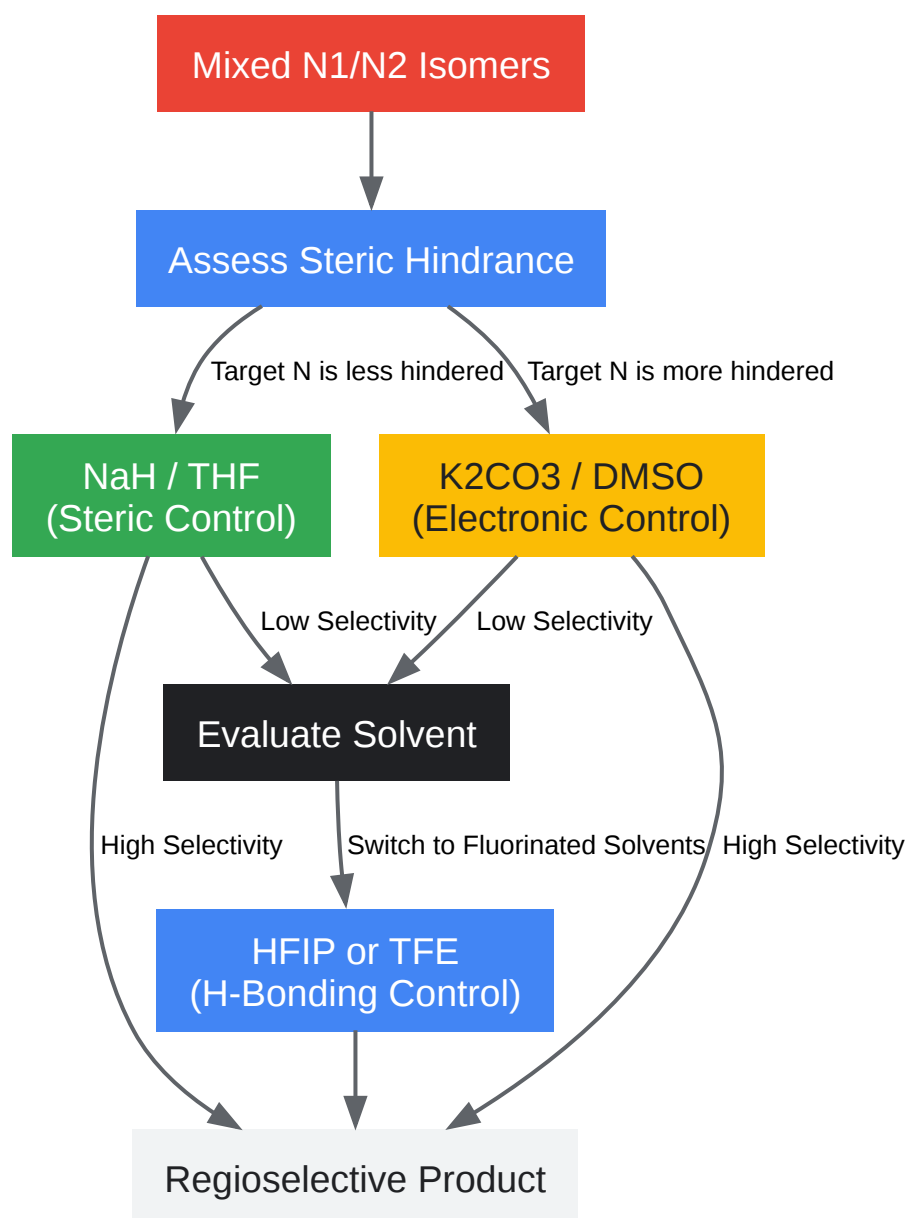 Mixed N1/N2 Isomers
Assess Steric Hindrance
Target N is less hindered
Target N is more hindered
NaH / THF
(Steric Control)
K2CO3 / DMSO
(Electronic Control)
Low Selectivity
Low Selectivity
Evaluate Solvent
High Selectivity
Switch to Fluorinated Solvents
High Selectivity
HFIP or TFE
(H-Bonding Control)
Regioselective Product